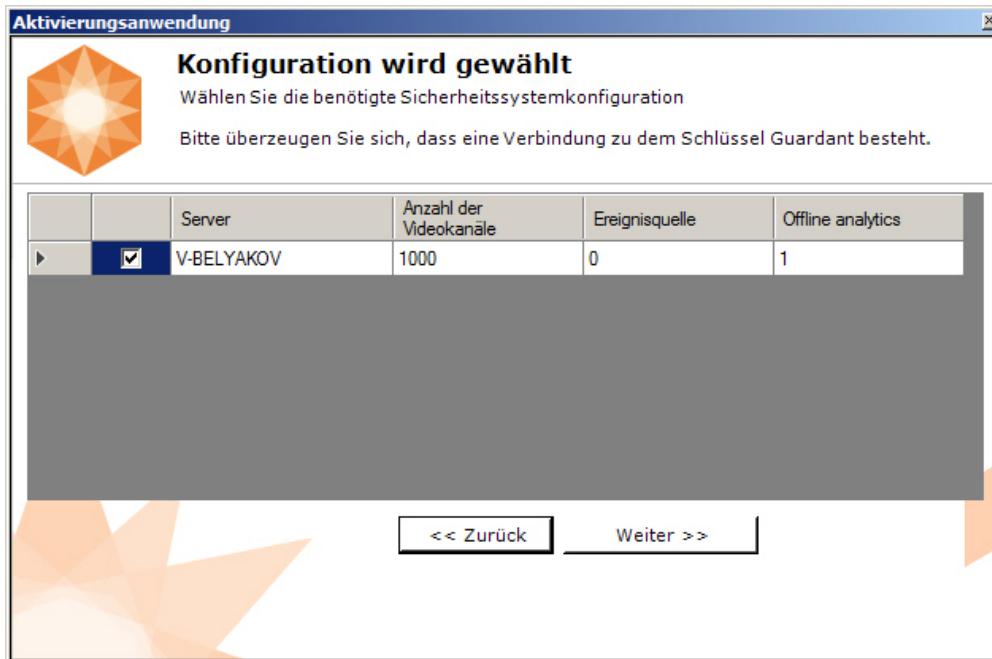 Aktivierungsanwendung
Konfiguration wird gewählt
Wählen Sie die benötigte Sicherheitssystemkonfiguration
Bitte überzeugen Sie sich, dass eine Verbindung zu dem Schlüssel Guardant besteht.
Server
Anzahl der
Videokanäle
Ereignisquelle
Offline analytics
V-BELYAKOV
1000
0
1
<< Zurück
Weiter >>